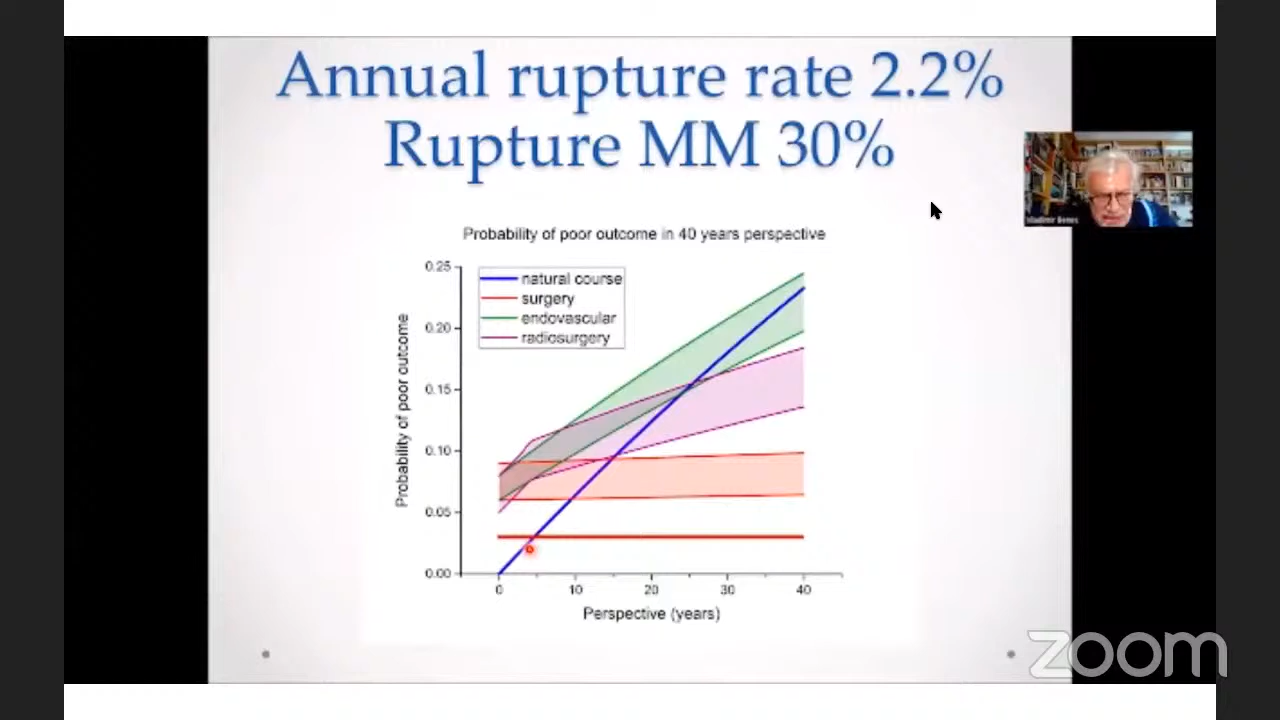 Annual rupture rate 2.2%
Rupture MM 30%
Probability of poor outcome in 40 years perspective
0.25
0.20
0.15
0.10
0.05
0.00
Probability of poor outcome
natural course
surgery
endovascular
radiosurgery
0 10 20 30 40
Perspective (years)
Vladimir Benes
zoom